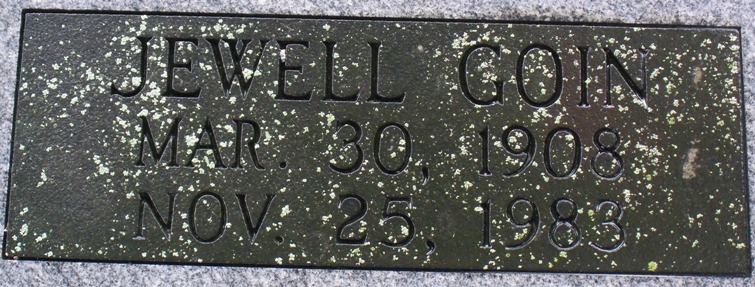 JEWELL GOIN
MAR. 30, 1908
NOV. 25, 1983